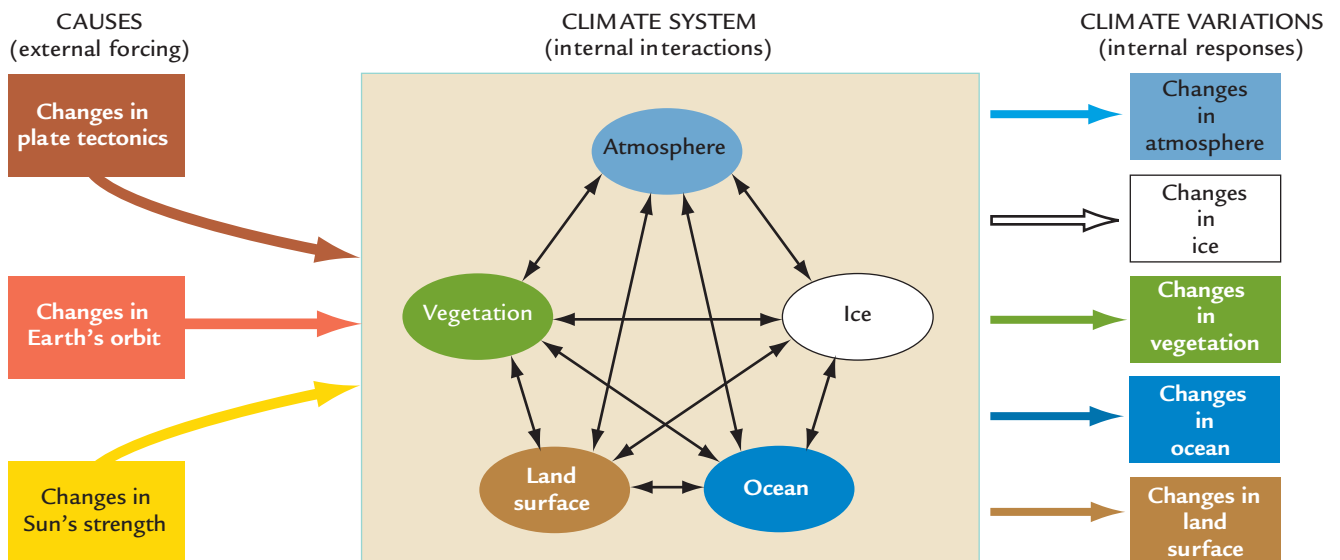 CAUSES
(external forcing)
Changes in
plate tectonics
Changes in
Earth's orbit
Changes in
Sun's strength
CLIMATE SYSTEM
(internal interactions)
Atmosphere
Vegetation
Ice
Land
surface
Ocean
CLIMATE VARIATIONS
(internal responses)
Changes
in
atmosphere
Changes
in
ice
Changes
in
vegetation
Changes
in
ocean
Changes in
land
surface